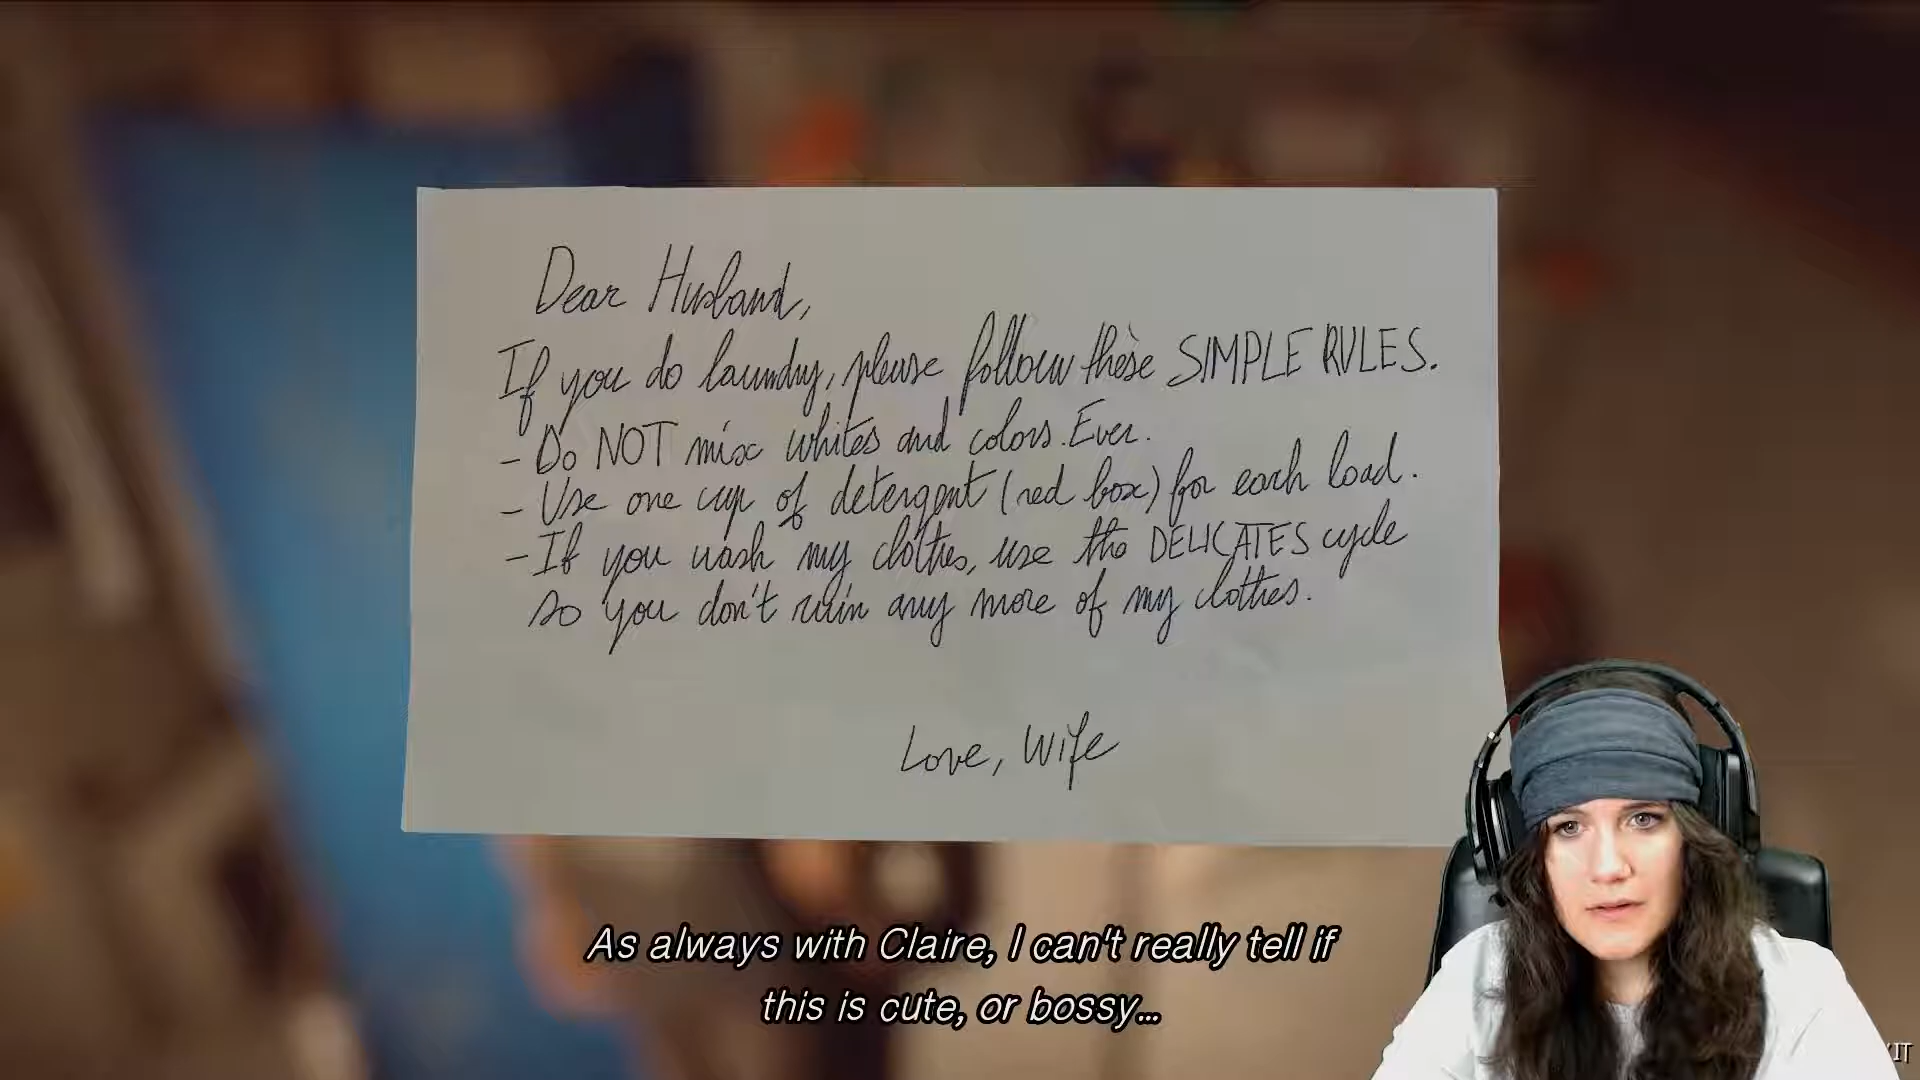 Dear Husband,
If you do laundry, please follow these SIMPLE RULES.
- Do NOT mix whites and colors. Ever.
- Use one cup of detergent (red box) for each load.
- If you wash my clothes, use the DELICATES cycle
so you don't ruin any more of my clothes.
Love, Wife
As always with Claire, I can't really tell if
this is cute, or bossy...